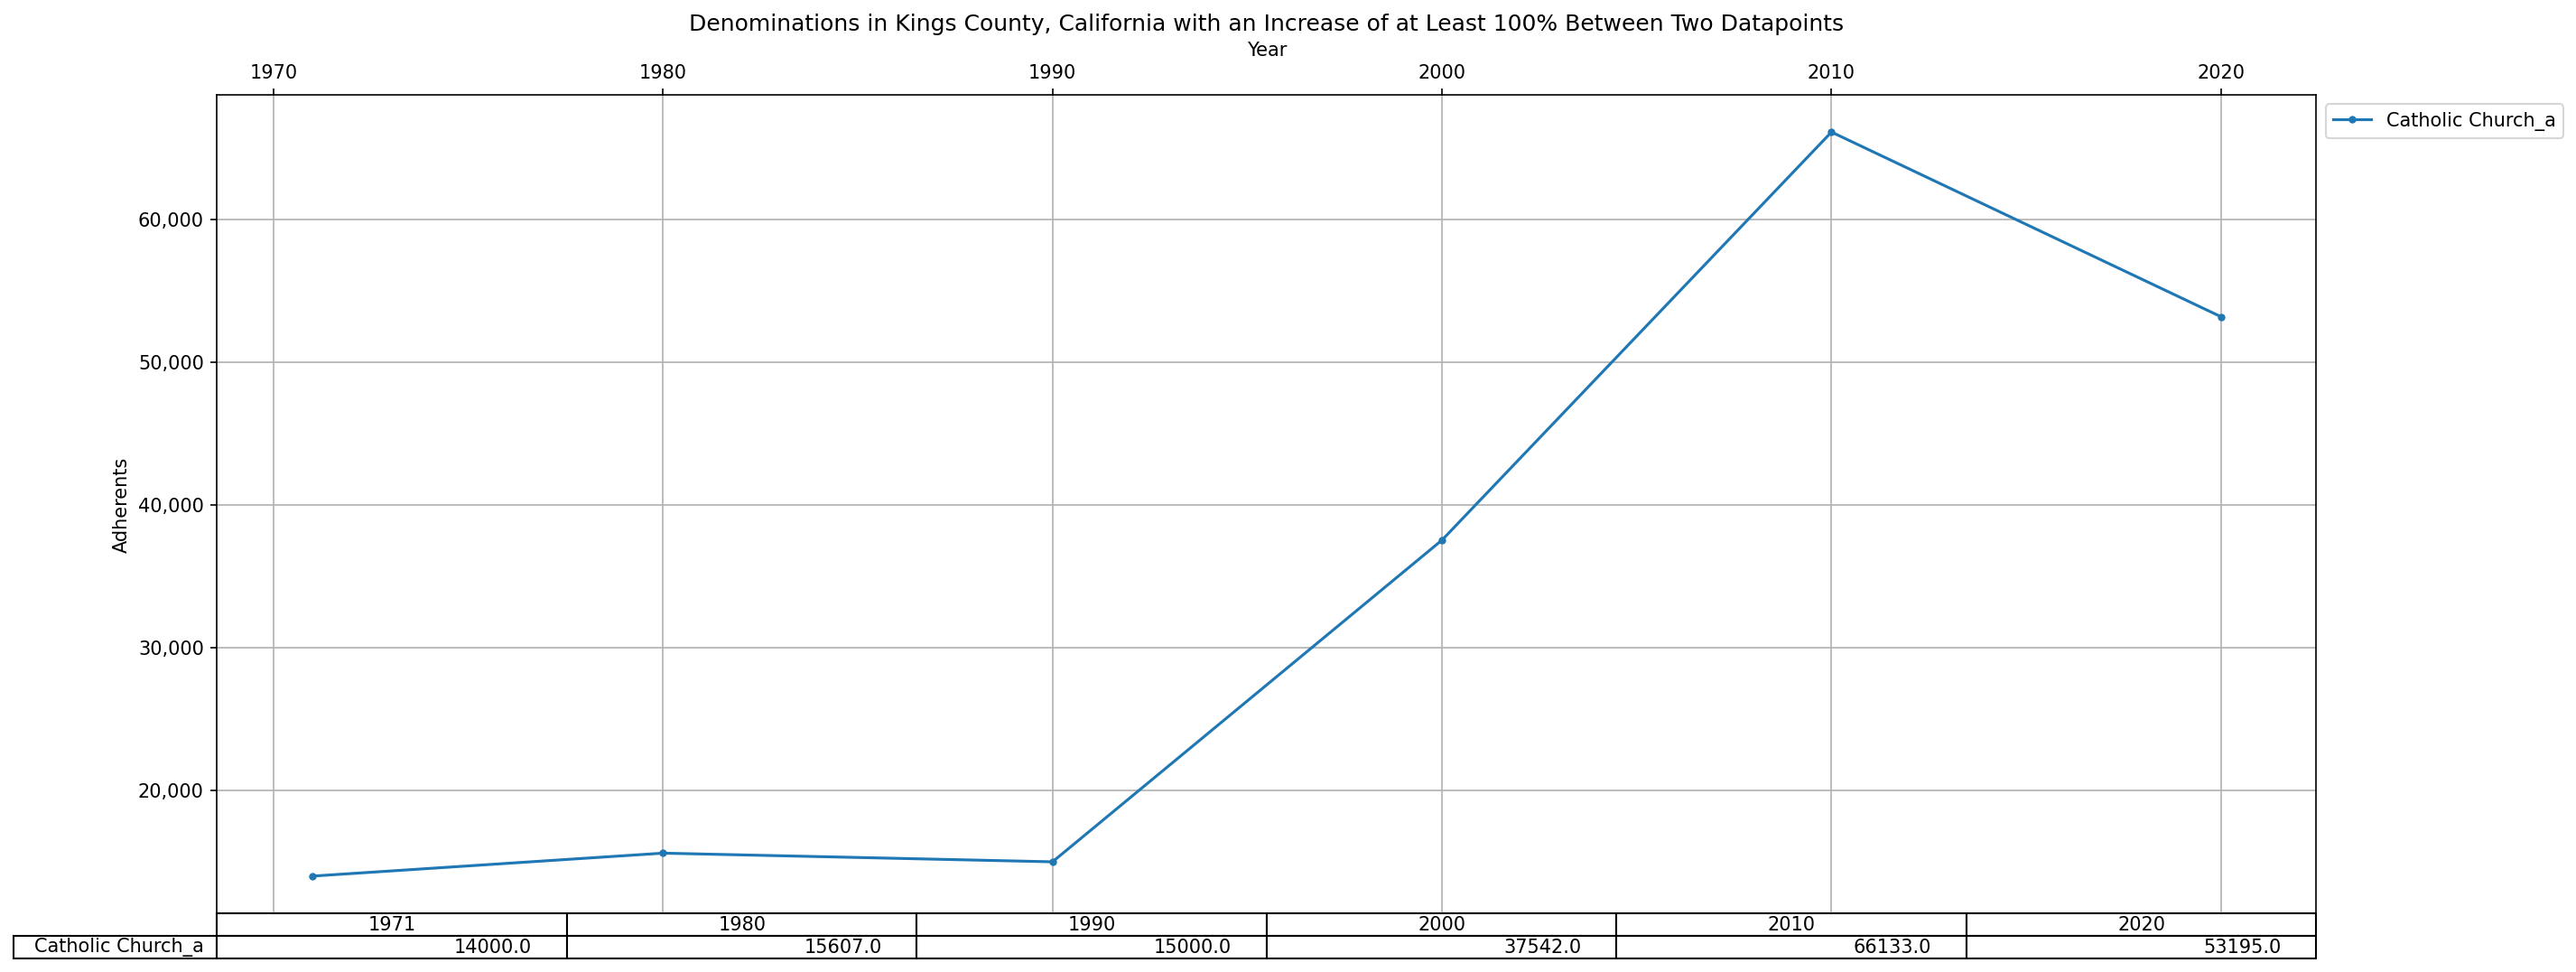 Denominations in Kings County, California with an Increase of at Least 100% Between Two Datapoints
Year
1970 1980 1990 2000 2010 2020
Catholic Church_a
60,000
50,000
40,000
Adherents
30,000
20,000
1971 1980 1990 2000 2010 2020
Catholic Church_a 14000.0 15607.0 15000.0 37542.0 66133.0 53195.0